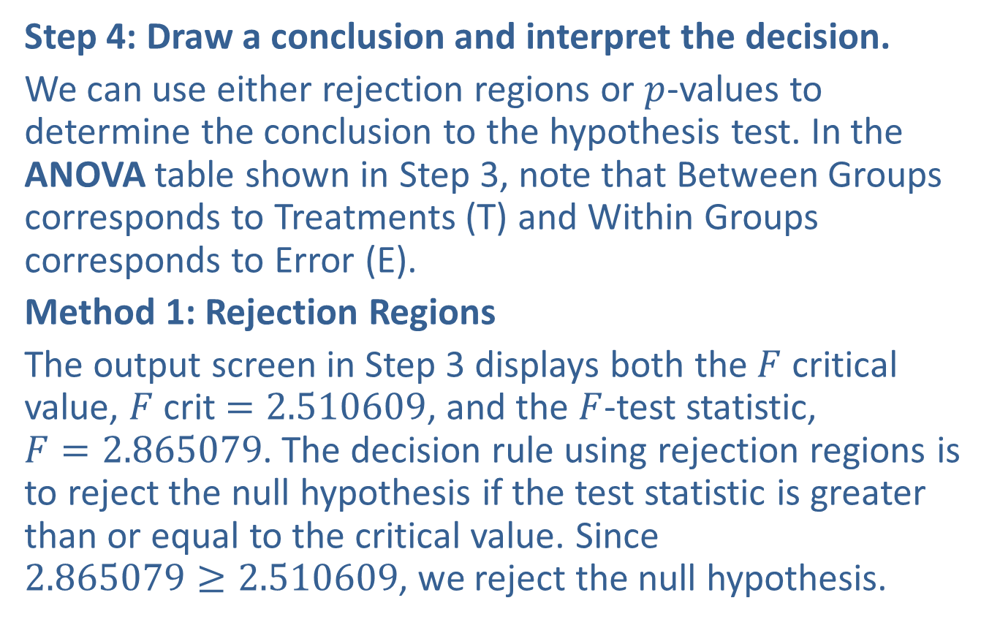 Step 4: Draw a conclusion and interpret the decision.
We can use either rejection regions or p-values to
determine the conclusion to the hypothesis test. In the
ANOVA table shown in Step 3, note that Between Groups
corresponds to Treatments (T) and Within Groups
corresponds to Error (E).
Method 1: Rejection Regions
The output screen in Step 3 displays both the F critical
value, F crit = 2.510609, and the F-test statistic,
F = 2.865079. The decision rule using rejection regions is
to reject the null hypothesis if the test statistic is greater
than or equal to the critical value. Since
2.865079 ≥ 2.510609, we reject the null hypothesis.